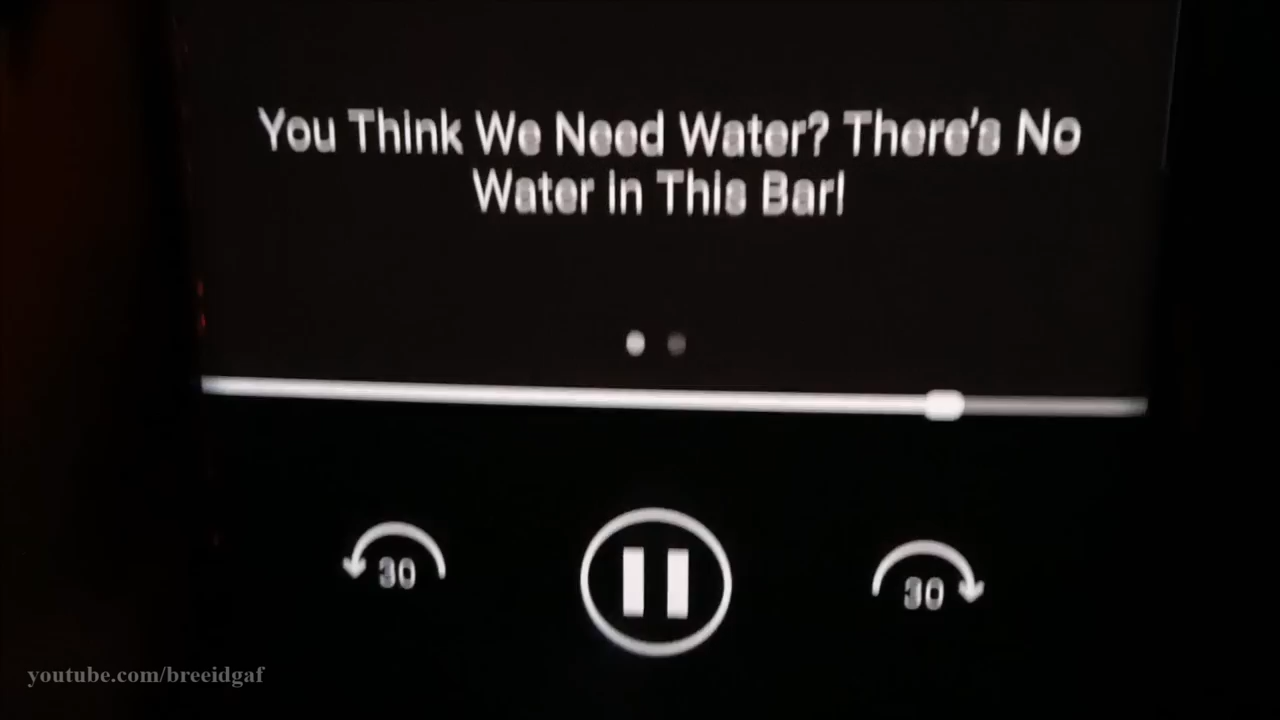 You Think We Need Water? There's No
Water in This Bar!
30
30
youtube.com/breeidgaf